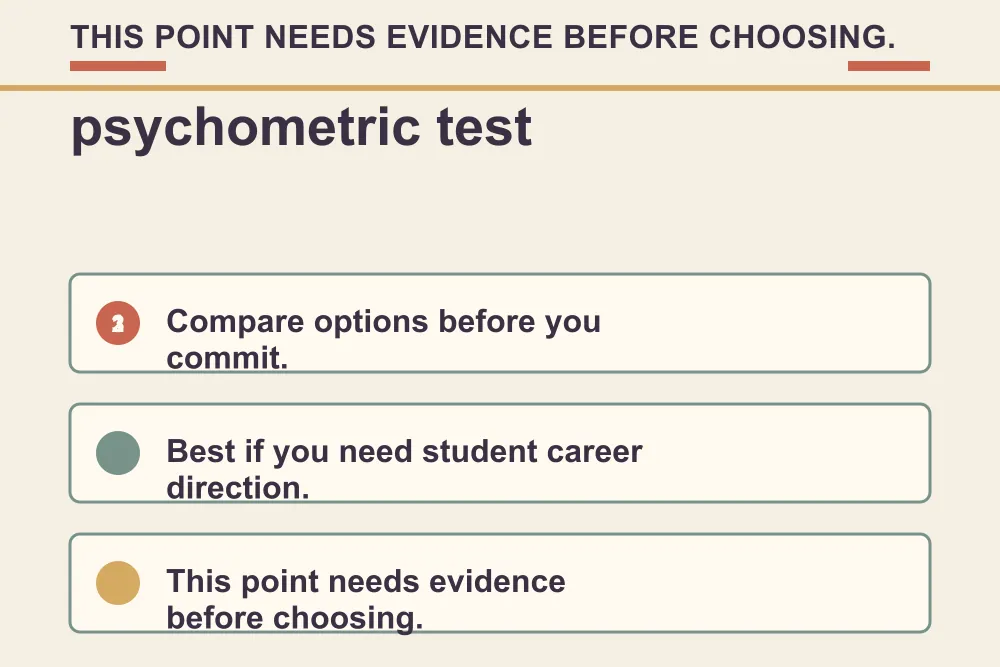 THIS POINT NEEDS EVIDENCE BEFORE CHOOSING.
psychometric test
Compare options before you
commit.
Best if you need student career
direction.
This point needs evidence
before choosing.